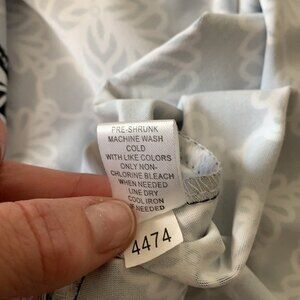 PRE-SHRUNK
MACHINE WASH
COLD
WITH LIKE COLORS
ONLY NON-
CHLORINE BLEACH
WHEN NEEDED
LINE DRY
COOL IRON
IF NEEDED
4474